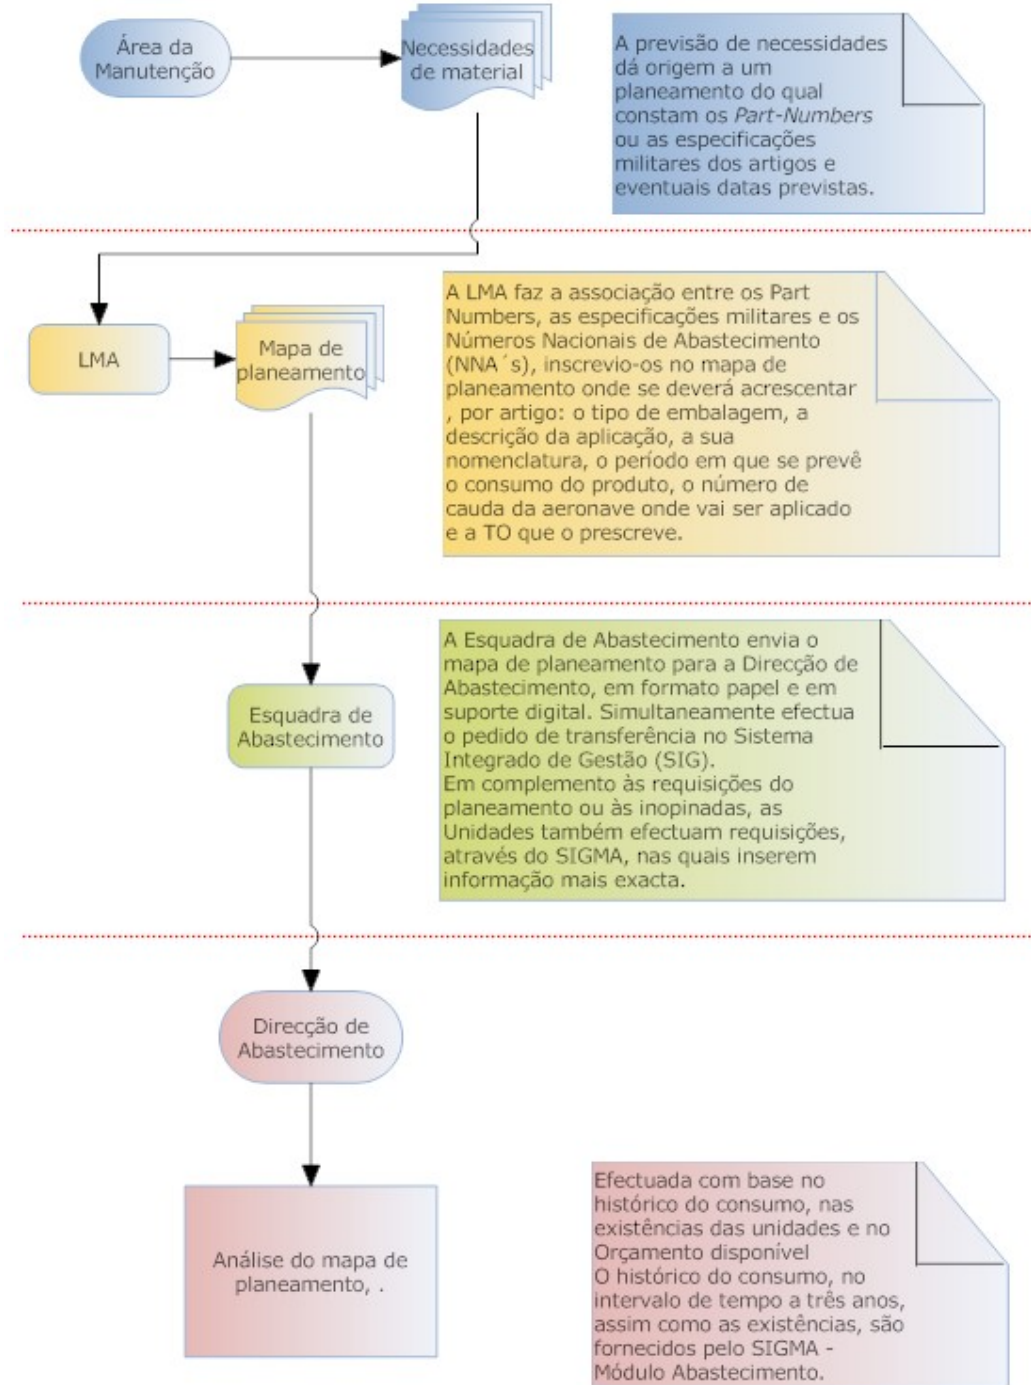 Área da
Manutenção
Necessidades
de material
A previsão de necessidades
dá origem a um
planeamento do qual
constam os Part-Numbers
ou as especificações
militares dos artigos e
eventuais datas previstas.
LMA
Mapa de
planeamento
A LMA faz a associação entre os Part
Numbers, as especificações militares e os
Números Nacionais de Abastecimento
(NNA´s), inscrevio-os no mapa de
planeamento onde se deverá acrescentar
, por artigo: o tipo de embalagem, a
descrição da aplicação, a sua
nomenclatura, o período em que se prevê
o consumo do produto, o número de
cauda da aeronave onde vai ser aplicado
e a TO que o prescreve.
Esquadra de
Abastecimento
A Esquadra de Abastecimento envia o
mapa de planeamento para a Direcção de
Abastecimento, em formato papel e em
suporte digital. Simultaneamente efectua
o pedido de transferência no Sistema
Integrado de Gestão (SIG).
Em complemento às requisições do
planeamento ou às inopinadas, as
Unidades também efectuam requisições,
através do SIGMA, nas quais inserem
informação mais exacta.
Direcção de
Abastecimento
Análise do mapa de
planeamento, .
Efectuada com base no
histórico do consumo, nas
existências das unidades e no
Orçamento disponível
O histórico do consumo, no
intervalo de tempo a três anos,
assim como as existências, são
fornecidos pelo SIGMA -
Módulo Abastecimento.